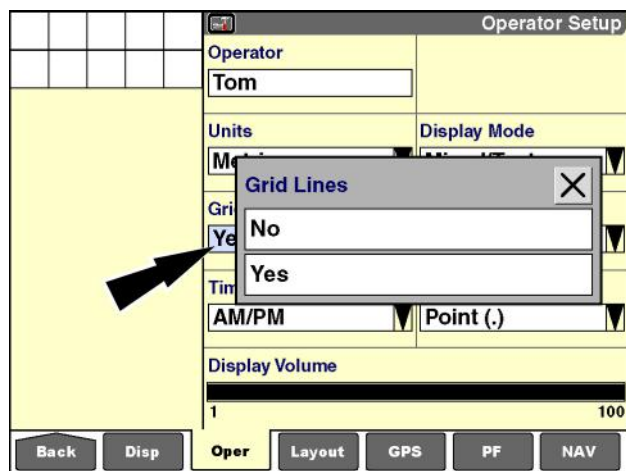 Operator Setup
Operator
Tom
Units
Display Mode
Grid Lines
No
Yes
AM/PM
Point (.)
Display Volume
1
100
Back
Disp
Oper
Layout
GPS
PF
NAV